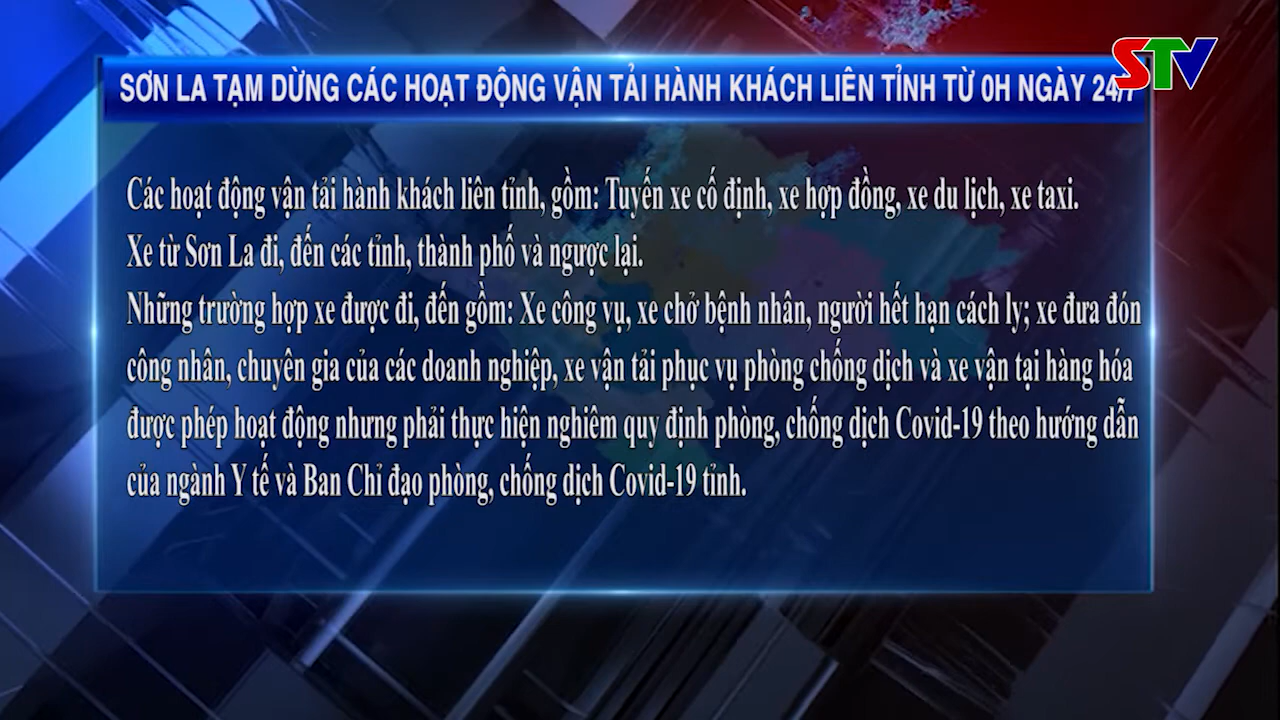 STV
SƠN LA TẠM DỪNG CÁC HOẠT ĐỘNG VẬN TẢI HÀNH KHÁCH LIÊN TỈNH TỪ 0H NGÀY 24/7
Các hoạt động vận tải hành khách liên tỉnh, gồm: Tuyến xe cố định, xe hợp đồng, xe du lịch, xe taxi.
Xe từ Sơn La đi, đến các tỉnh, thành phố và ngược lại.
Những trường hợp xe được đi, đến gồm: Xe công vụ, xe chở bệnh nhân, người hết hạn cách ly; xe đưa đón
công nhân, chuyên gia của các doanh nghiệp, xe vận tải phục vụ phòng chống dịch và xe vận tại hàng hóa
được phép hoạt động nhưng phải thực hiện nghiêm quy định phòng, chống dịch Covid-19 theo hướng dẫn
của ngành Y tế và Ban Chỉ đạo phòng, chống dịch Covid-19 tỉnh.